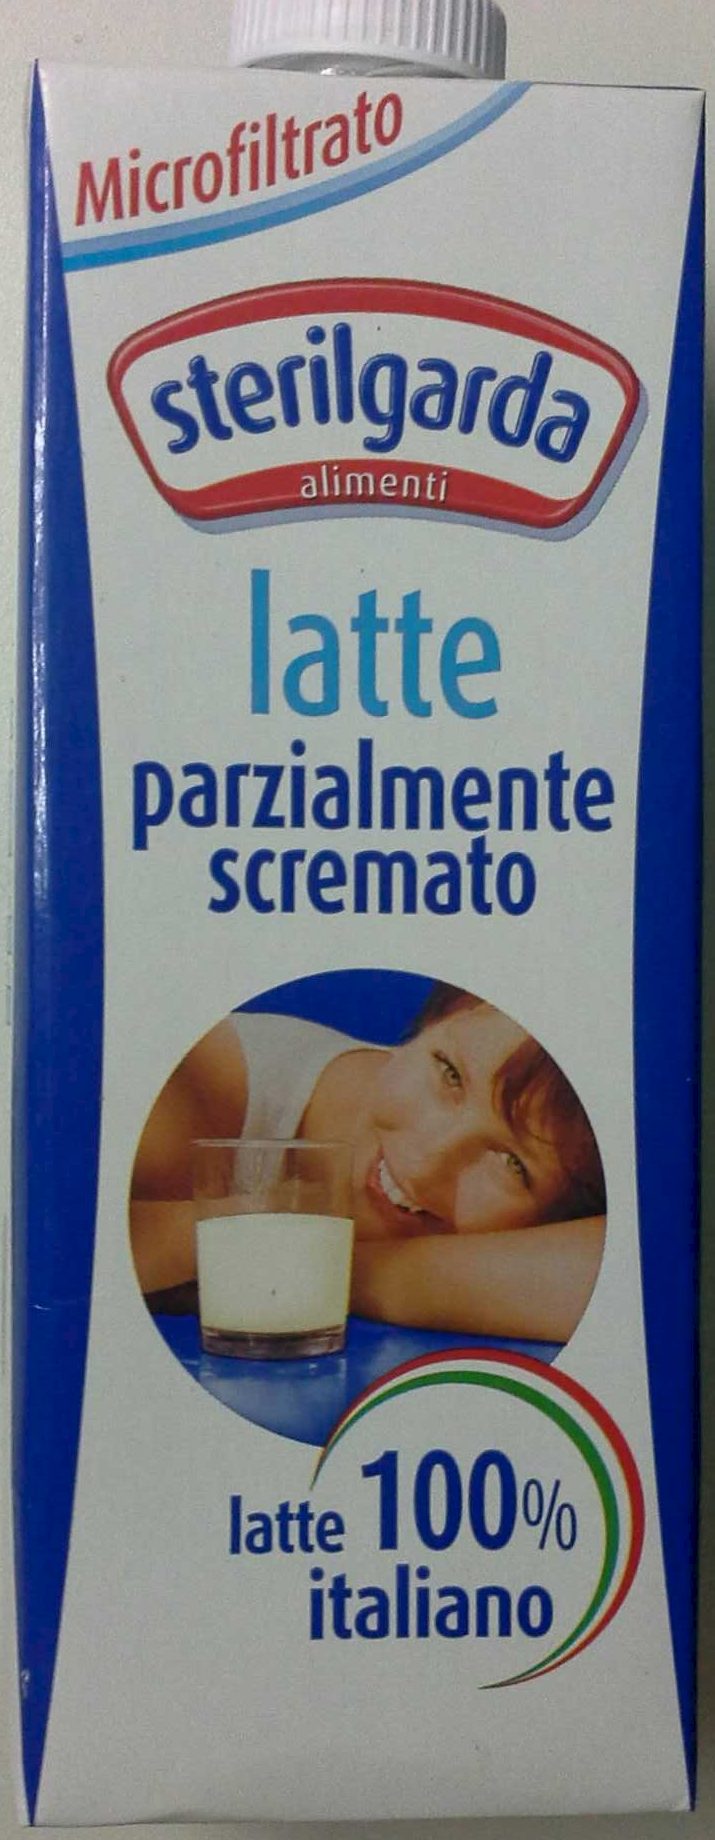 Microfiltrato
sterilgarda
alimenti
latte
parzialmente
scremato
latte 100%
italiano